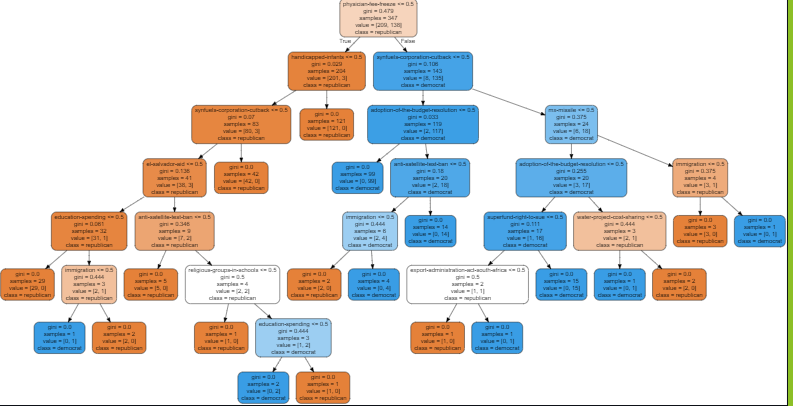 physician-fee-freeze <= 0.5
gini = 0.479
samples = 347
value = [209, 138]
class = republican
True
False
handicapped-infants <= 0.5
gini = 0.029
samples = 204
value = [201, 3]
class = republican
synfuels-corporation-cutback <= 0.5
gini = 0.106
samples = 143
value = [8, 135]
class = democrat
synfuels-corporation-cutback <= 0.5
gini = 0.07
samples = 83
value = [80, 3]
class = republican
gini = 0.0
samples = 121
value = [121, 0]
class = republican
adoption-of-the-budget-resolution <= 0.5
gini = 0.033
samples = 119
value = [2, 117]
class = democrat
mx-missile <= 0.5
gini = 0.375
samples = 24
value = [6, 18]
class = democrat
el-salvador-aid <= 0.5
gini = 0.136
samples = 41
value = [38, 3]
class = republican
gini = 0.0
samples = 42
value = [42, 0]
class = republican
gini = 0.0
samples = 99
value = [0, 99]
class = democrat
anti-satellite-test-ban <= 0.5
gini = 0.18
samples = 20
value = [2, 18]
class = democrat
adoption-of-the-budget-resolution <= 0.5
gini = 0.255
samples = 20
value = [3, 17]
class = democrat
immigration <= 0.5
gini = 0.375
samples = 4
value = [3, 1]
class = republican
education-spending <= 0.5
gini = 0.061
samples = 32
value = [31, 1]
class = republican
anti-satellite-test-ban <= 0.5
gini = 0.346
samples = 9
value = [7, 2]
class = republican
immigration <= 0.5
gini = 0.444
samples = 6
value = [2, 4]
class = democrat
gini = 0.0
samples = 14
value = [0, 14]
class = democrat
superfund-right-to-sue <= 0.5
gini = 0.111
samples = 17
value = [1, 16]
class = democrat
water-project-cost-sharing <= 0.5
gini = 0.444
samples = 3
value = [2, 1]
class = republican
gini = 0.0
samples = 3
value = [3, 0]
class = republican
gini = 0.0
samples = 1
value = [0, 1]
class = democrat
gini = 0.0
samples = 29
value = [29, 0]
class = republican
immigration <= 0.5
gini = 0.444
samples = 3
value = [2, 1]
class = republican
gini = 0.0
samples = 5
value = [5, 0]
class = republican
religious-groups-in-schools <= 0.5
gini = 0.5
samples = 4
value = [2, 2]
class = republican
gini = 0.0
samples = 2
value = [2, 0]
class = republican
gini = 0.0
samples = 4
value = [0, 4]
class = democrat
export-administration-act-south-africa <= 0.5
gini = 0.5
samples = 2
value = [1, 1]
class = republican
gini = 0.0
samples = 15
value = [0, 15]
class = democrat
gini = 0.0
samples = 1
value = [0, 1]
class = democrat
gini = 0.0
samples = 2
value = [2, 0]
class = republican
gini = 0.0
samples = 1
value = [0, 1]
class = democrat
gini = 0.0
samples = 2
value = [2, 0]
class = republican
gini = 0.0
samples = 1
value = [1, 0]
class = republican
education-spending <= 0.5
gini = 0.444
samples = 3
value = [1, 2]
class = democrat
gini = 0.0
samples = 1
value = [1, 0]
class = republican
gini = 0.0
samples = 1
value = [0, 1]
class = democrat
gini = 0.0
samples = 2
value = [0, 2]
class = democrat
gini = 0.0
samples = 1
value = [1, 0]
class = republican